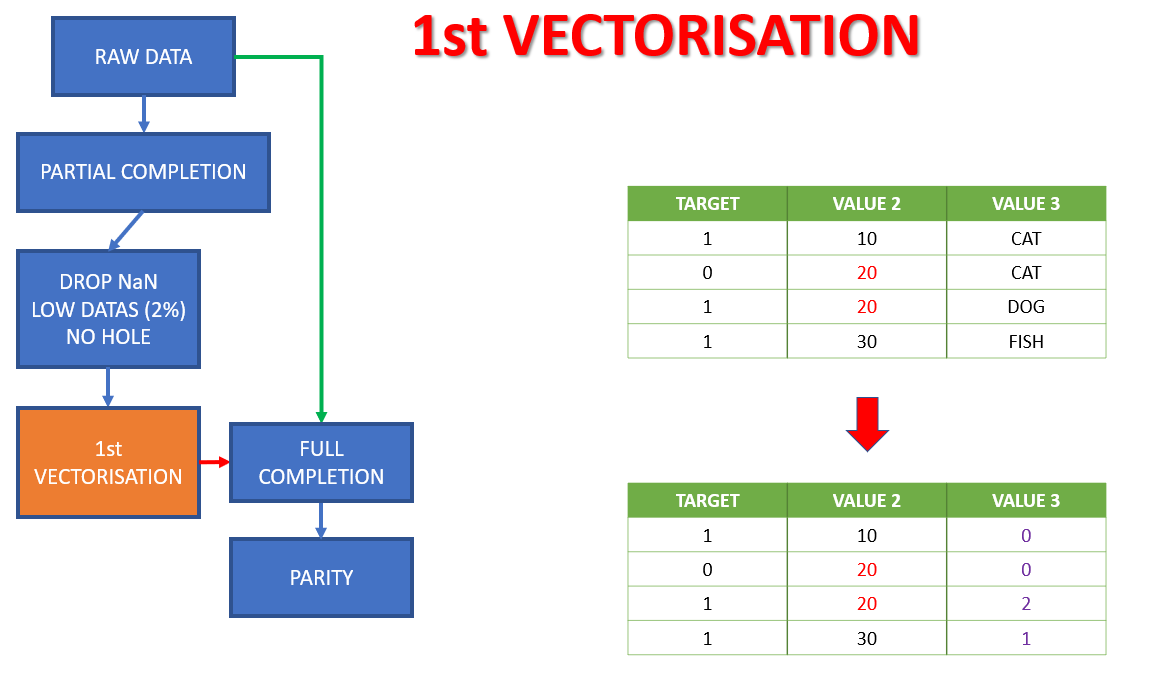 1st VECTORISATION
RAW DATA
PARTIAL COMPLETION
DROP NaN
LOW DATAS (2%)
NO HOLE
1st
VECTORISATION
FULL
COMPLETION
PARITY
TARGET VALUE 2 VALUE 3
1 10 CAT
0 20 CAT
1 20 DOG
1 30 FISH
TARGET VALUE 2 VALUE 3
1 10 0
0 20 0
1 20 2
1 30 1